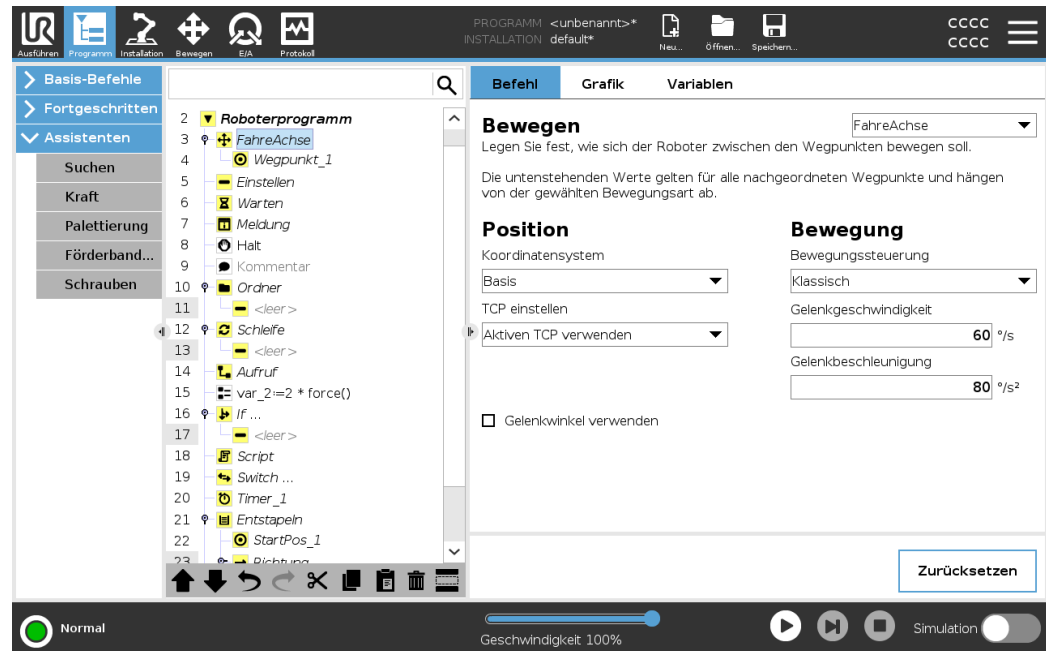 PROGRAMM <unbenannt>*
INSTALLATION default*
Ausführen
Programm
Installation
Bewegen
E/A
Protokoll
Neu...
Öffnen...
Speichern...
CCCC
CCCC
Basis-Befehle
Fortgeschritten
Assistenten
Suchen
Kraft
Palettierung
Förderband...
Schrauben
2 Roboterprogramm
3 FahreAchse
4 Wegpunkt_1
5 Einstellen
6 Warten
7 Meldung
8 Halt
9 Kommentar
10 Ordner
11 <leer>
12 Schleife
13 <leer>
14 Aufruf
15 var_2≔2 * force()
16 If ...
17 <leer>
18 Script
19 Switch ...
20 Timer_1
21 Entstapeln
22 StartPos_1
23 Richtung
Befehl
Grafik
Variablen
Bewegen
FahreAchse
Legen Sie fest, wie sich der Roboter zwischen den Wegpunkten bewegen soll.
Die untenstehenden Werte gelten für alle nachgeordneten Wegpunkte und hängen
von der gewählten Bewegungsart ab.
Position
Koordinatensystem
Basis
TCP einstellen
Aktiven TCP verwenden
Gelenkwinkel verwenden
Bewegung
Bewegungssteuerung
Klassisch
Gelenkgeschwindigkeit
60 °/s
Gelenkbeschleunigung
80 °/s²
Zurücksetzen
Normal
Geschwindigkeit 100%
Simulation